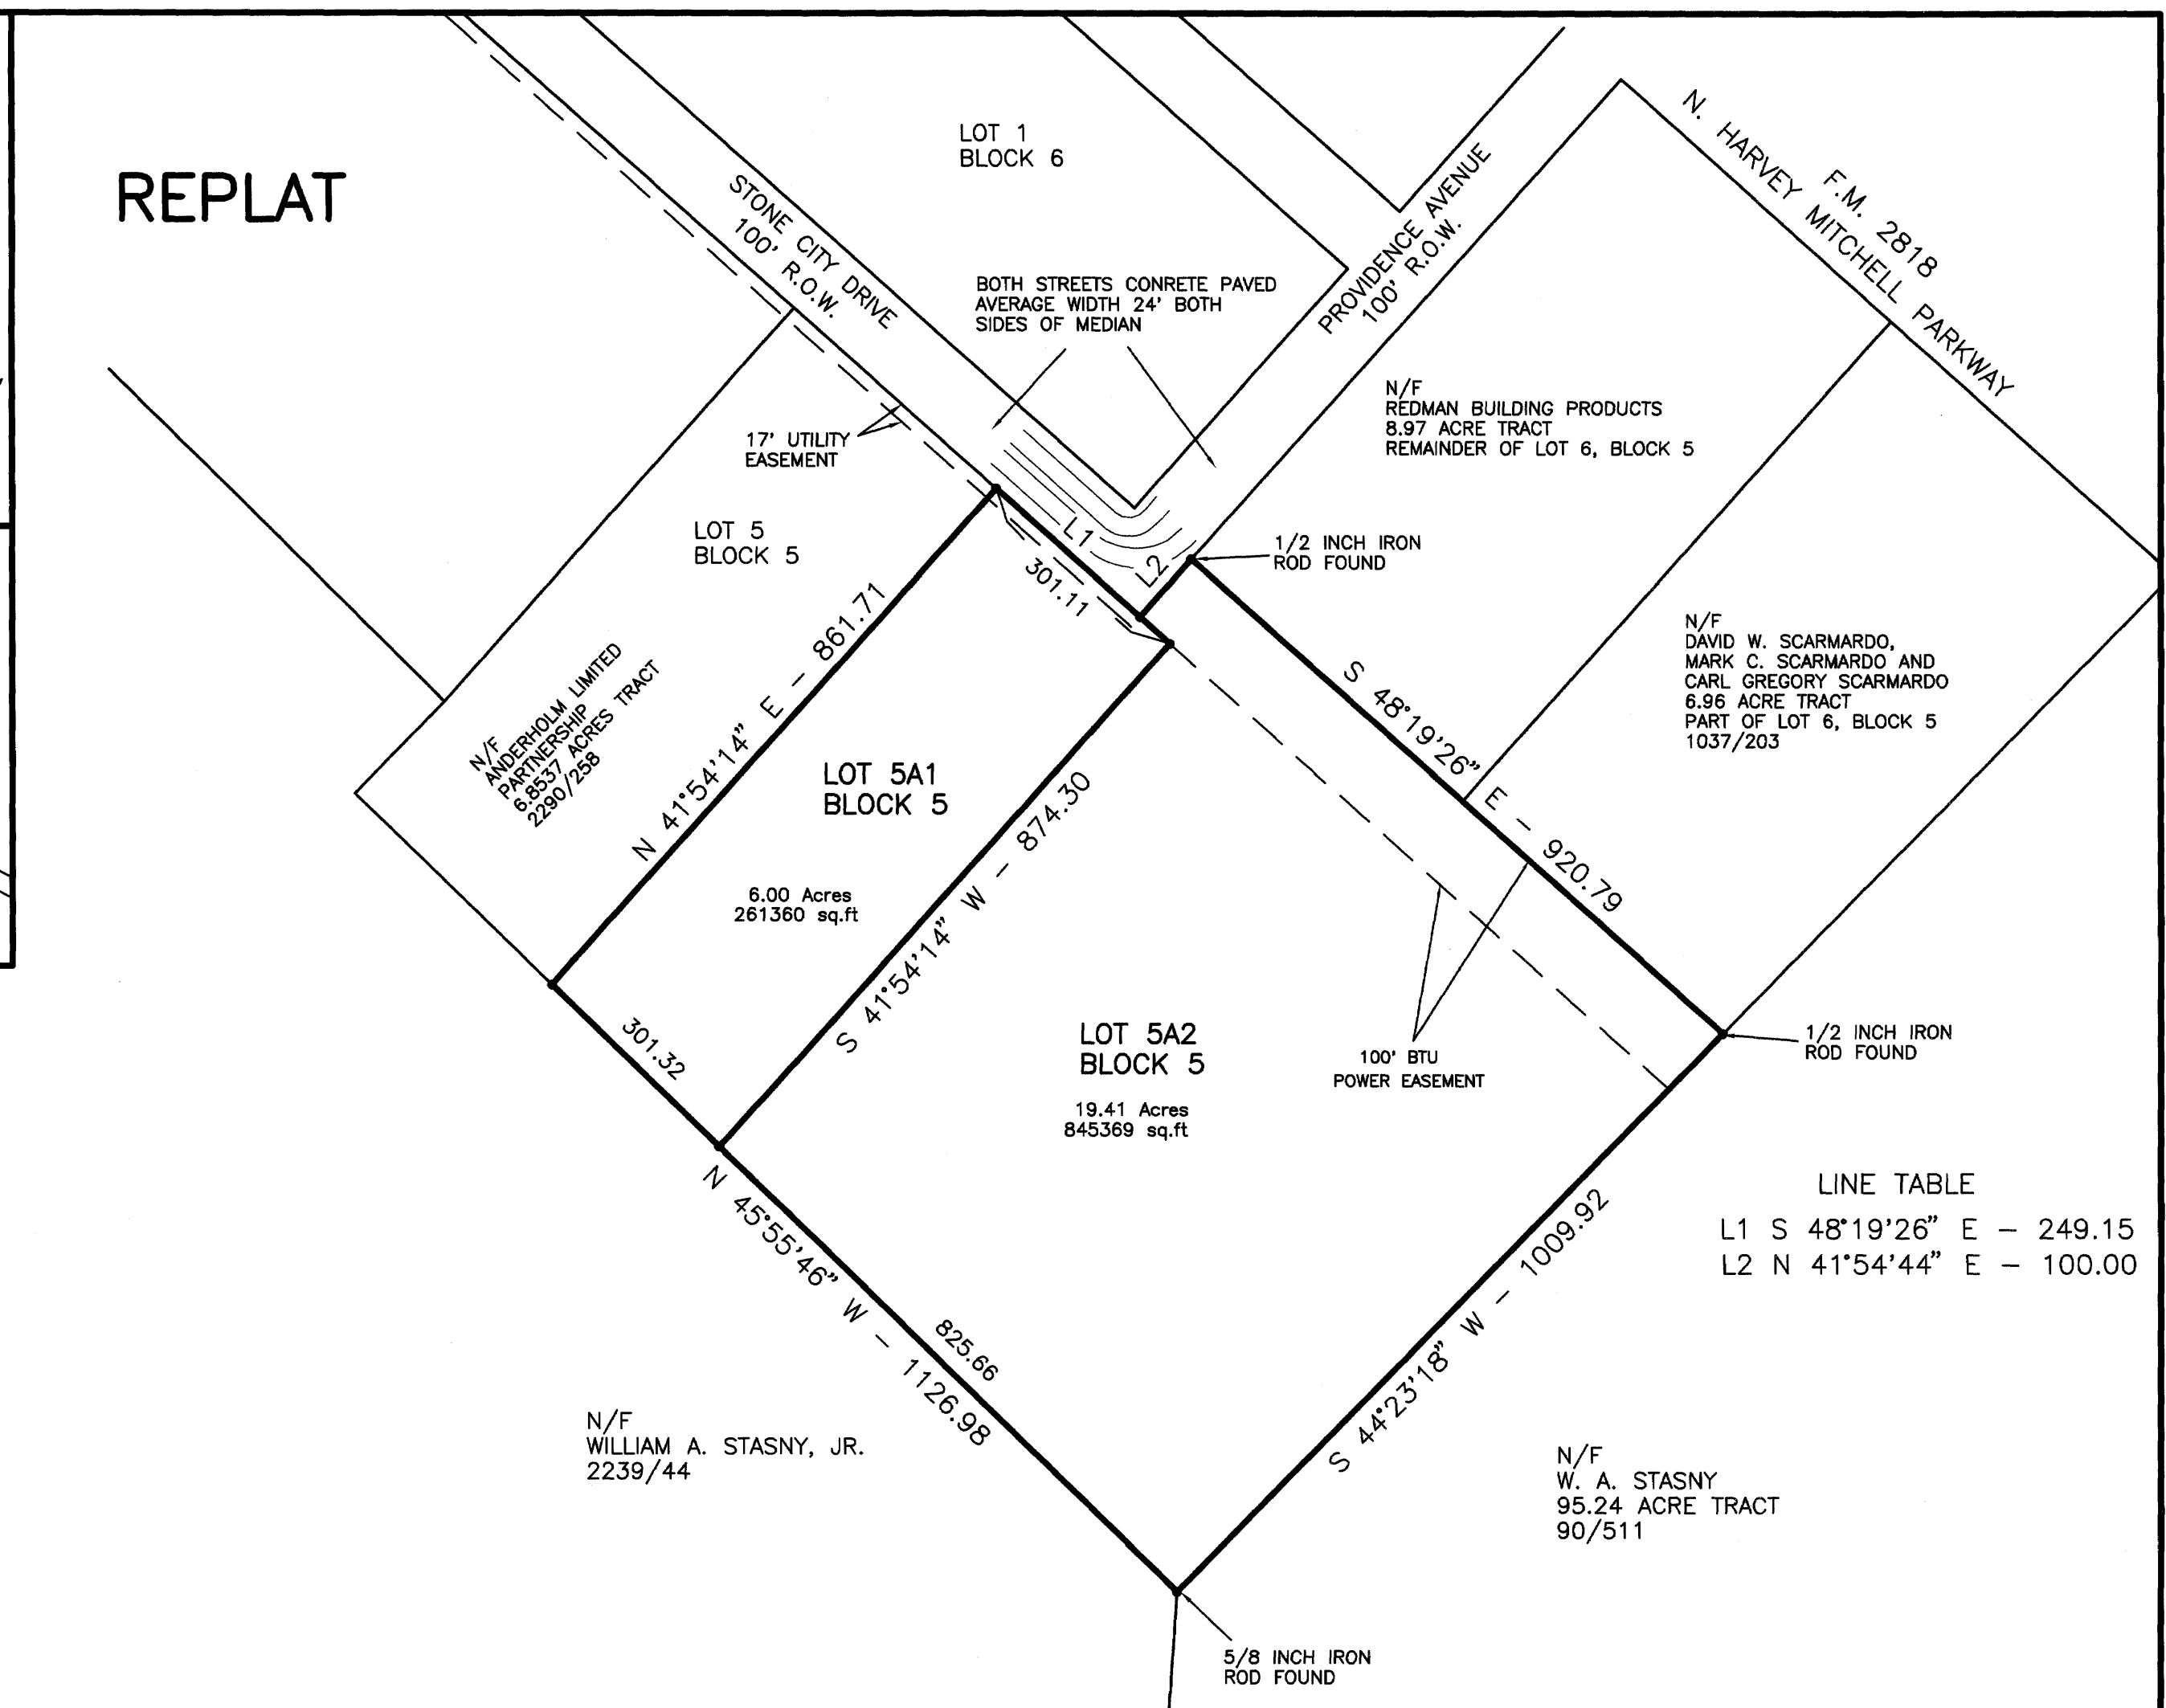 REPLAT
LOT 1
BLOCK 6
STONE CITY DRIVE
100' R.O.W.
PROVIDENCE AVENUE
100' R.O.W.
F.M. 2818
N. HARVEY MITCHELL PARKWAY
BOTH STREETS CONRETE PAVED
AVERAGE WIDTH 24' BOTH
SIDES OF MEDIAN
N/F
REDMAN BUILDING PRODUCTS
8.97 ACRE TRACT
REMAINDER OF LOT 6, BLOCK 5
17' UTILITY
EASEMENT
LOT 5
BLOCK 5
L1
L2
301.11
1/2 INCH IRON
ROD FOUND
N/F
DAVID W. SCARMARDO,
MARK C. SCARMARDO AND
CARL GREGORY SCARMARDO
6.96 ACRE TRACT
PART OF LOT 6, BLOCK 5
1037/203
N/F
ANDERHOLM LIMITED
PARTNERSHIP
6.8537 ACRES TRACT
2290/258
N 41°54'14" E - 861.71
S 48°19'26" E - 920.79
LOT 5A1
BLOCK 5
6.00 Acres
261360 sq.ft
S 41°54'14" W - 874.30
301.32
LOT 5A2
BLOCK 5
19.41 Acres
845369 sq.ft
100' BTU
POWER EASEMENT
1/2 INCH IRON
ROD FOUND
LINE TABLE
L1 S 48°19'26" E - 249.15
L2 N 41°54'44" E - 100.00
N 45°55'46" W - 1126.98
825.66
S 44°23'18" W - 1009.92
N/F
WILLIAM A. STASNY, JR.
2239/44
N/F
W. A. STASNY
95.24 ACRE TRACT
90/511
5/8 INCH IRON
ROD FOUND